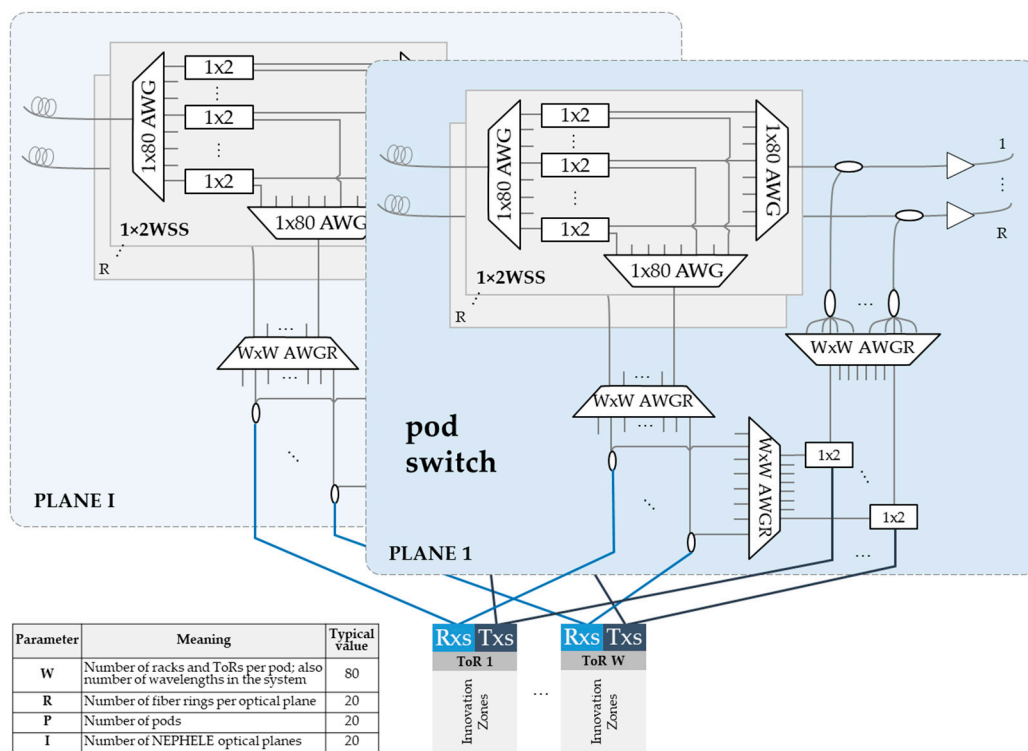 1x80 AWG
1x2
⋮
1x2
⋮
1x2
1x80 AWG
1×2WSS
R
...
WxW AWGR
...
PLANE I
1x80 AWG
1x2
...
1x2
...
1x2
1x80 AWG
1x80 AWG
1×2WSS
R
1
...
R
...
WxW AWGR
...
...
WxW AWGR
WxW AWGR
1x2
1x2
...
pod
switch
PLANE 1
Rxs Txs
ToR 1
Innovation
Zones
...
Rxs Txs
ToR W
Innovation
Zones
Parameter Meaning Typical
value
W Number of racks and ToRs per pod; also
number of wavelengths in the system 80
R Number of fiber rings per optical plane 20
P Number of pods 20
I Number of NEPHELE optical planes 20